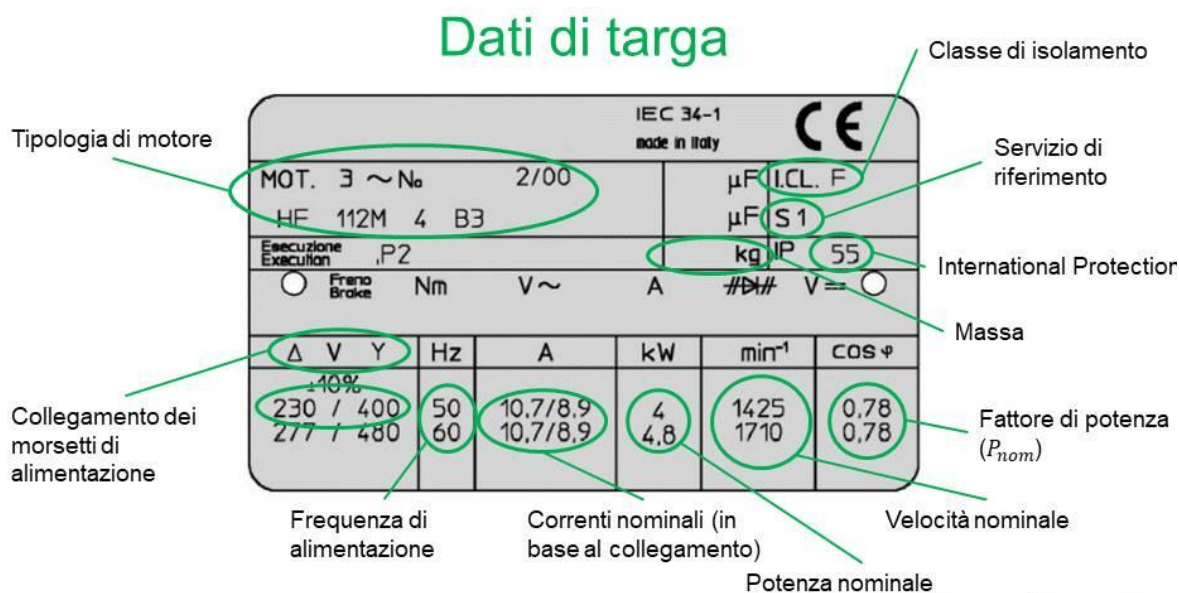 Dati di targa
Classe di isolamento
Tipologia di motore
Servizio di
riferimento
International Protection
Massa
IEC 34-1
made in Italy
CE
MOT. 3 ~ No 2/00 μF I.CL. F
HF 112M 4 B3 μF S 1
Esecuzione
Execution ,P2 kg IP 55
Freno
Brake Nm V~ A V
Δ V Y Hz A kW min⁻¹ cos φ
±10%
230 / 400 50 10,7/8,9 4 1425 0,78
277 / 480 60 10,7/8,9 4,8 1710 0,78
Collegamento dei
morsetti di
alimentazione
Fattore di potenza
(Pnom)
Frequenza di
alimentazione
Correnti nominali (in
base al collegamento)
Velocità nominale
Potenza nominale